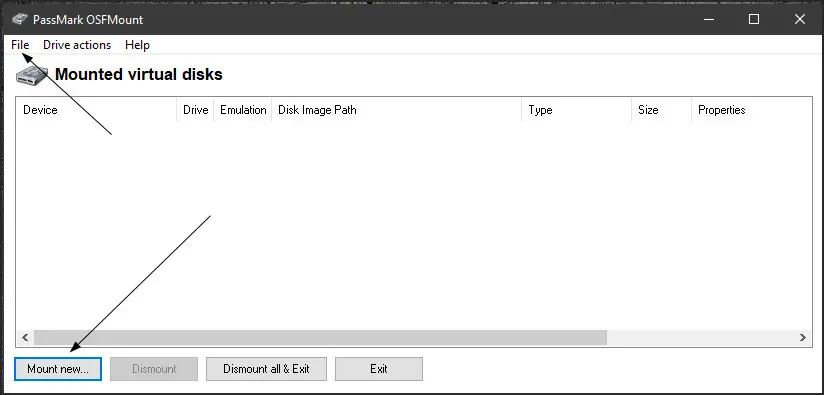 PassMark OSFMount
File Drive actions Help
Mounted virtual disks
Device Drive Emulation Disk Image Path Type Size Properties
Mount new... Dismount Dismount all & Exit Exit